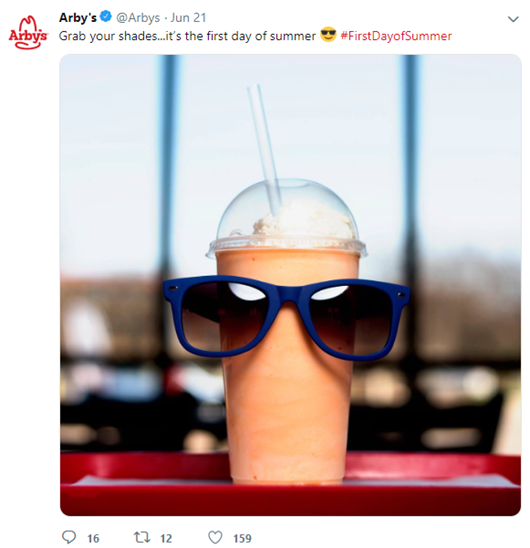 Arby's @Arbys · Jun 21
Arby's
Grab your shades...it's the first day of summer 😎 #FirstDayofSummer
16 12 159